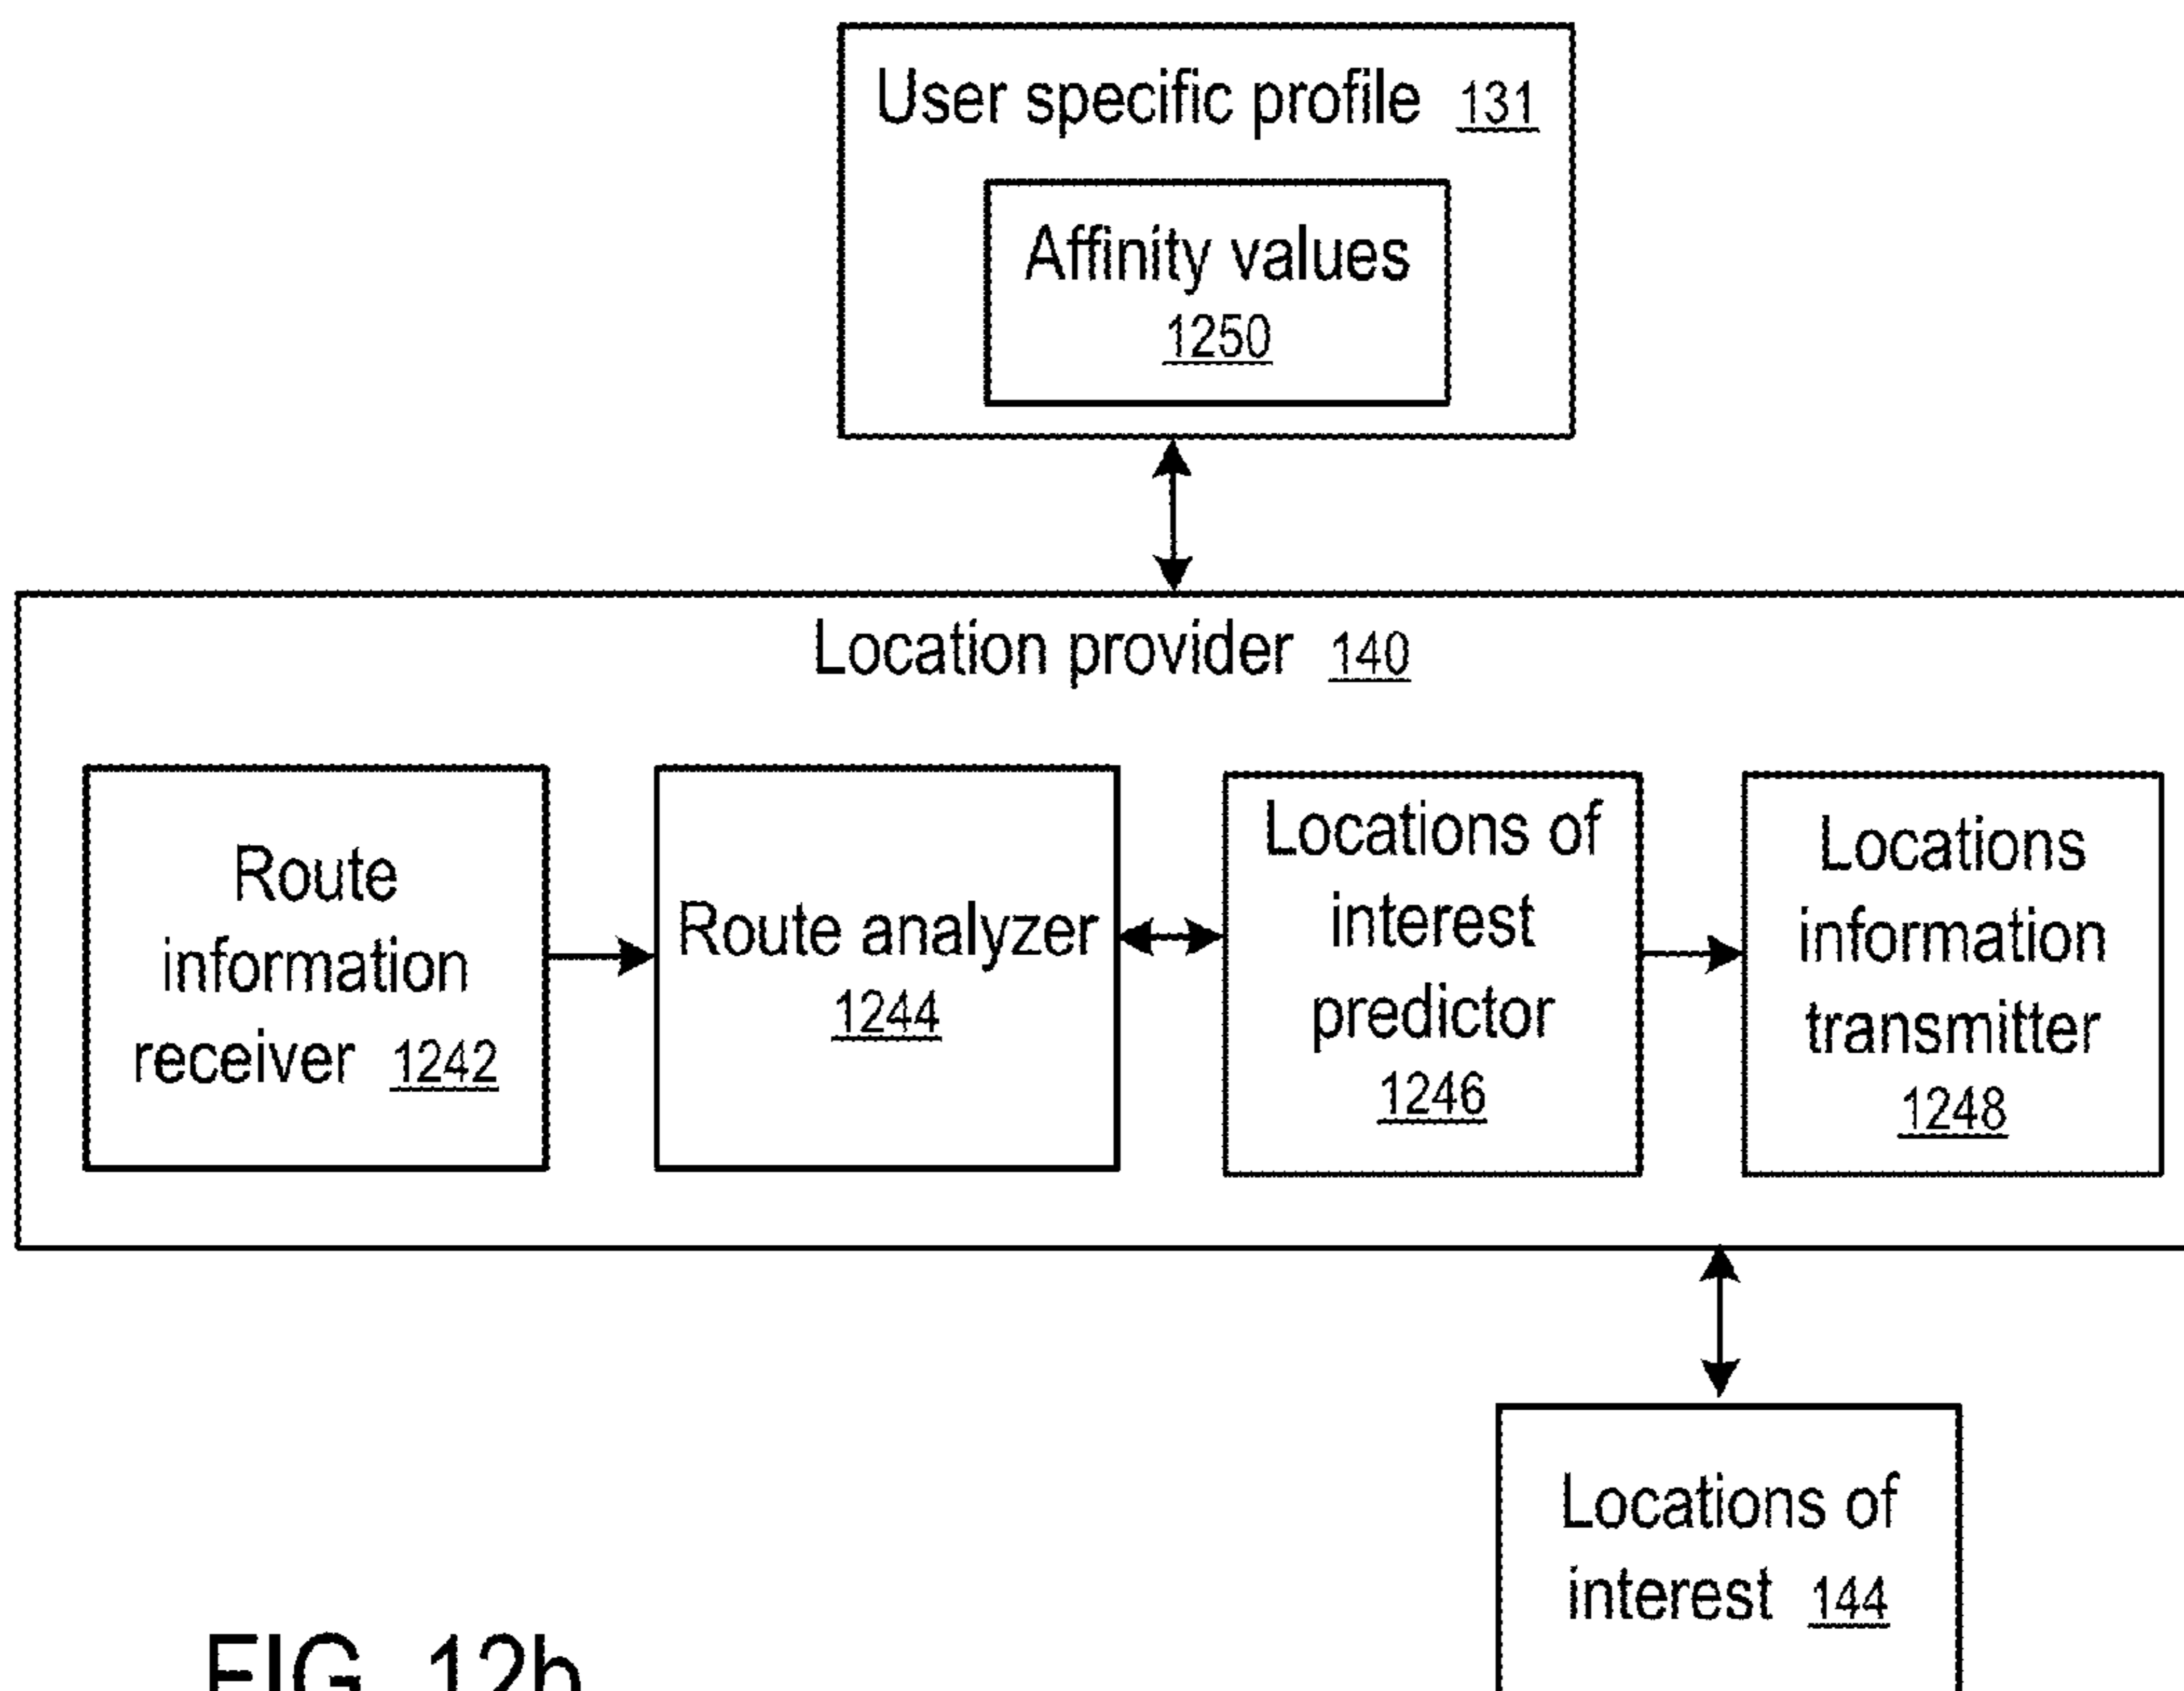 User specific profile 131
Affinity values
1250
Location provider 140
Route
information
receiver 1242
Route analyzer
1244
Locations of
interest
predictor
1246
Locations
information
transmitter
1248
Locations of
interest 144
FIG. 12b